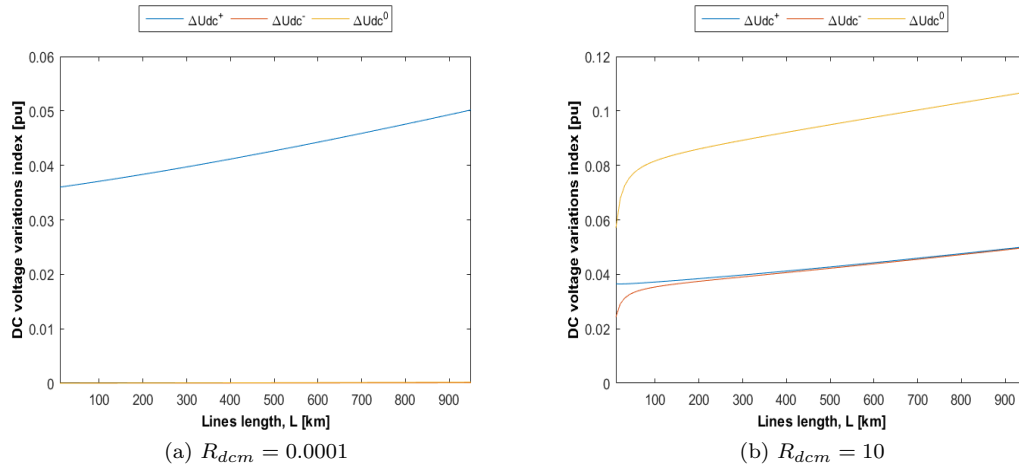 ΔUdc⁺ ΔUdc⁻ ΔUdc⁰
0.06
0.05
0.04
0.03
0.02
0.01
0
DC voltage variations index [pu]
100 200 300 400 500 600 700 800 900
Lines length, L [km]
(a) R_dcm = 0.0001
ΔUdc⁺ ΔUdc⁻ ΔUdc⁰
0.12
0.1
0.08
0.06
0.04
0.02
0
DC voltage variations index [pu]
100 200 300 400 500 600 700 800 900
Lines length, L [km]
(b) R_dcm = 10